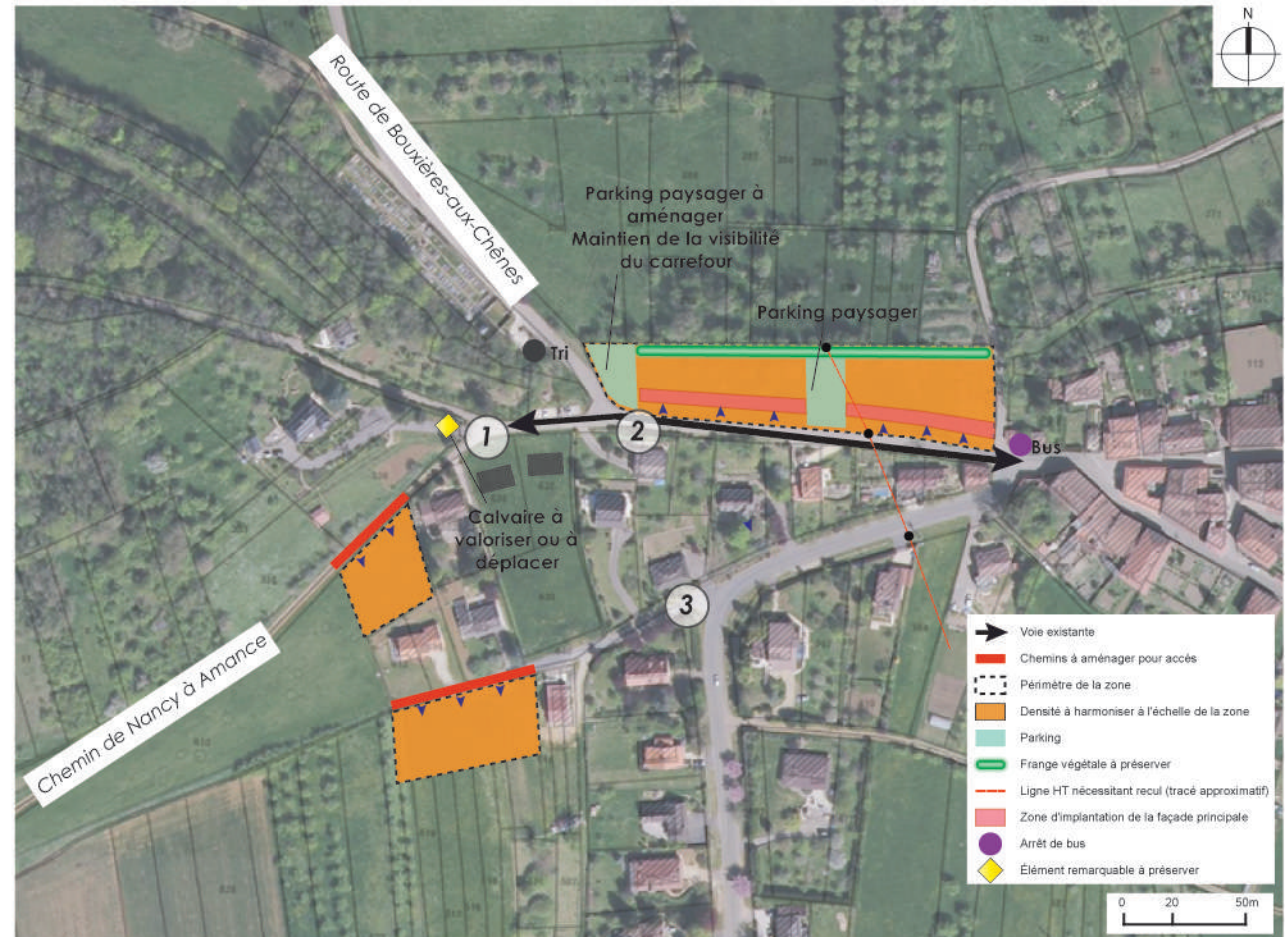 N
Route de Bouxières-aux-Chênes
Parking paysager à
aménager
Maintien de la visibilité
du carrefour
Parking paysager
Tri
1
2
Bus
Calvaire à
valoriser ou à
déplacer
3
Chemin de Nancy à Amance
Voie existante
Chemins à aménager pour accès
Périmètre de la zone
Densité à harmoniser à l'échelle de la zone
Parking
Frange végétale à préserver
Ligne HT nécessitant recul (tracé approximatif)
Zone d'implantation de la façade principale
Arrêt de bus
Élément remarquable à préserver
0 20 50m